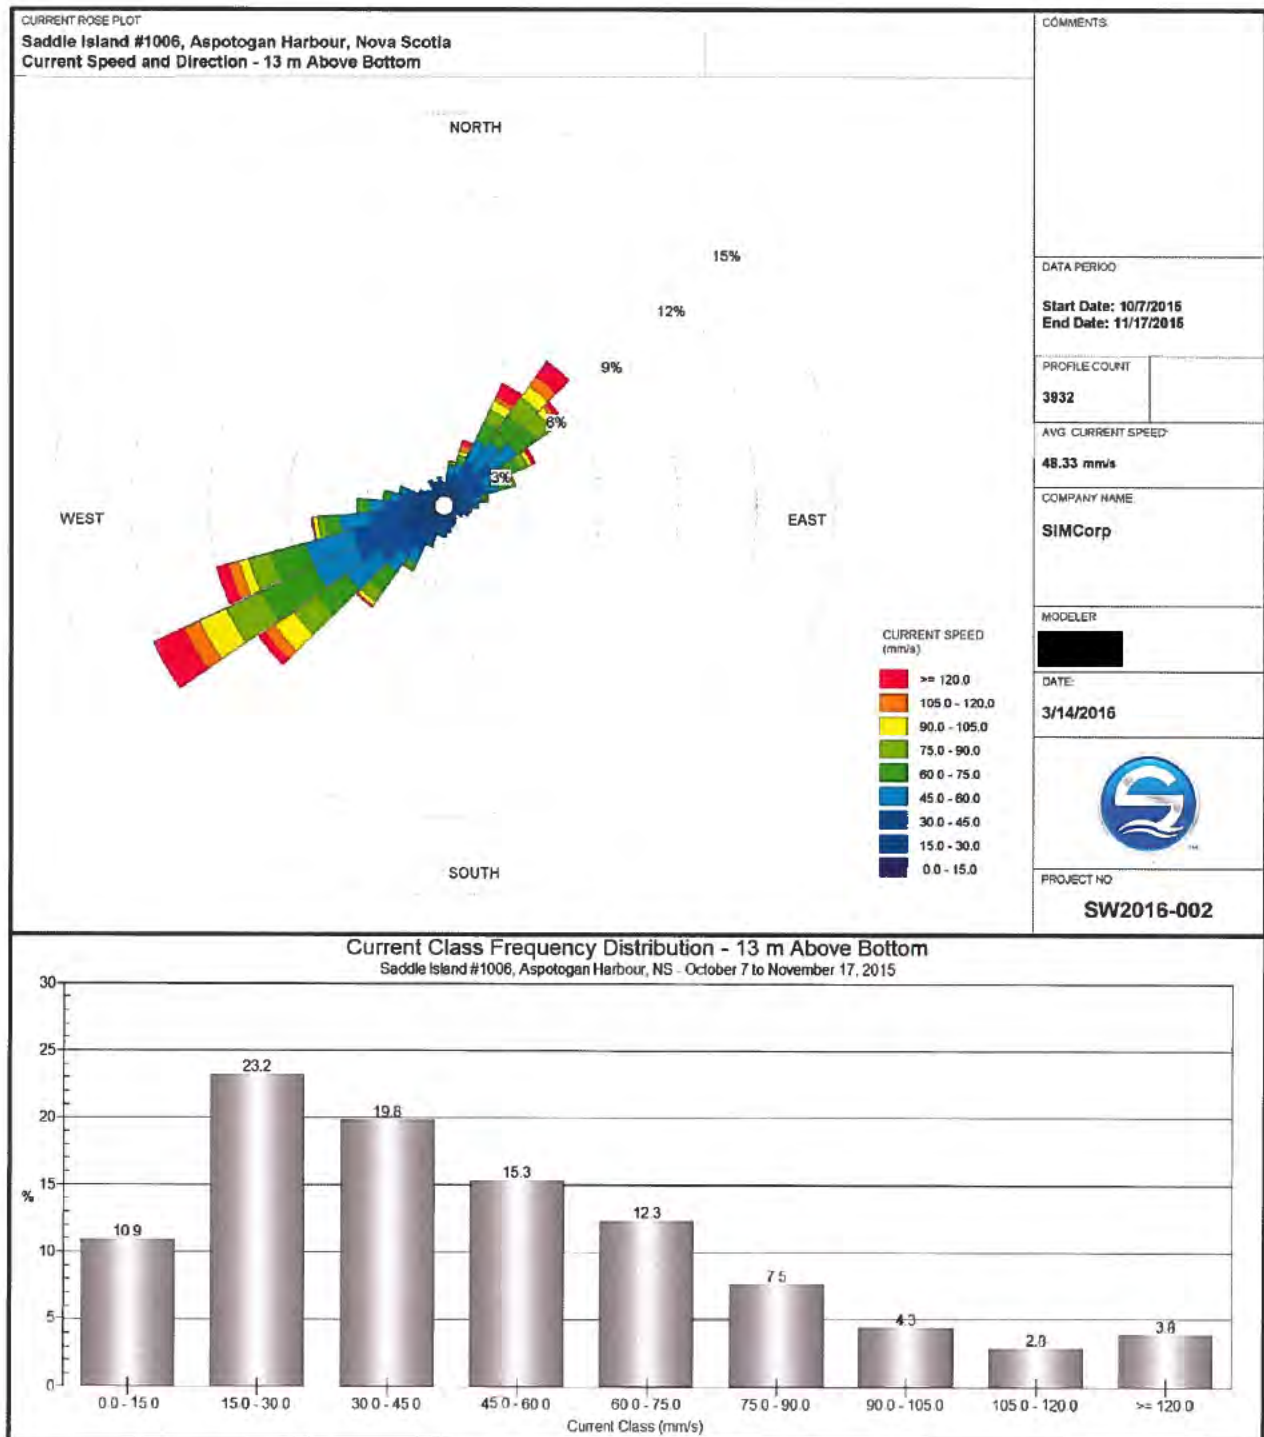 CURRENT ROSE PLOT
Saddle Island #1006, Aspotogan Harbour, Nova Scotia
Current Speed and Direction - 13 m Above Bottom
NORTH
15%
12%
9%
6%
3%
WEST
EAST
SOUTH
CURRENT SPEED
(mm/s)
>= 120.0
105.0 - 120.0
90.0 - 105.0
75.0 - 90.0
60.0 - 75.0
45.0 - 60.0
30.0 - 45.0
15.0 - 30.0
0.0 - 15.0
COMMENTS:
DATA PERIOD:
Start Date: 10/7/2015
End Date: 11/17/2015
PROFILE COUNT
3932
AVG. CURRENT SPEED:
48.33 mm/s
COMPANY NAME:
SIMCorp
MODELER
DATE:
3/14/2016
TM
PROJECT NO.
SW2016-002
Current Class Frequency Distribution - 13 m Above Bottom
Saddle Island #1006, Aspotogan Harbour, NS - October 7 to November 17, 2015
30
25
20
15
10
5
0
%
10.9
23.2
19.8
15.3
12.3
7.5
4.3
2.8
3.8
0.0 - 15.0
15.0 - 30.0
30.0 - 45.0
45.0 - 60.0
60.0 - 75.0
75.0 - 90.0
90.0 - 105.0
105.0 - 120.0
>= 120.0
Current Class (mm/s)